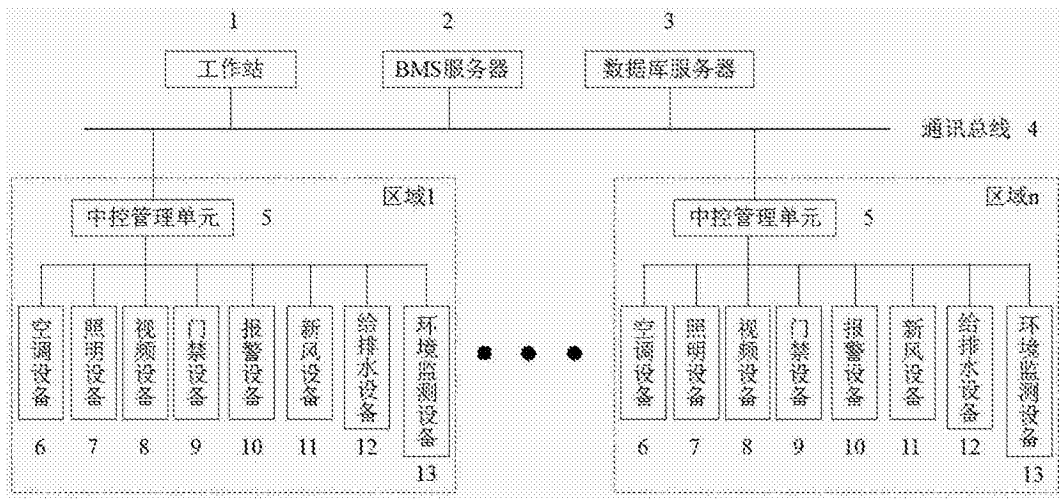 1 2 3
工作站 BMS服务器 数据库服务器
通讯总线 4
区域1 区域n
中控管理单元 5 中控管理单元 5
空调设备 照明设备 视频设备 门禁设备 报警设备 新风设备 给排水设备 环境监测设备 空调设备 照明设备 视频设备 门禁设备 报警设备 新风设备 给排水设备 环境监测设备
6 7 8 9 10 11 12 6 7 8 9 10 11 12
13 13